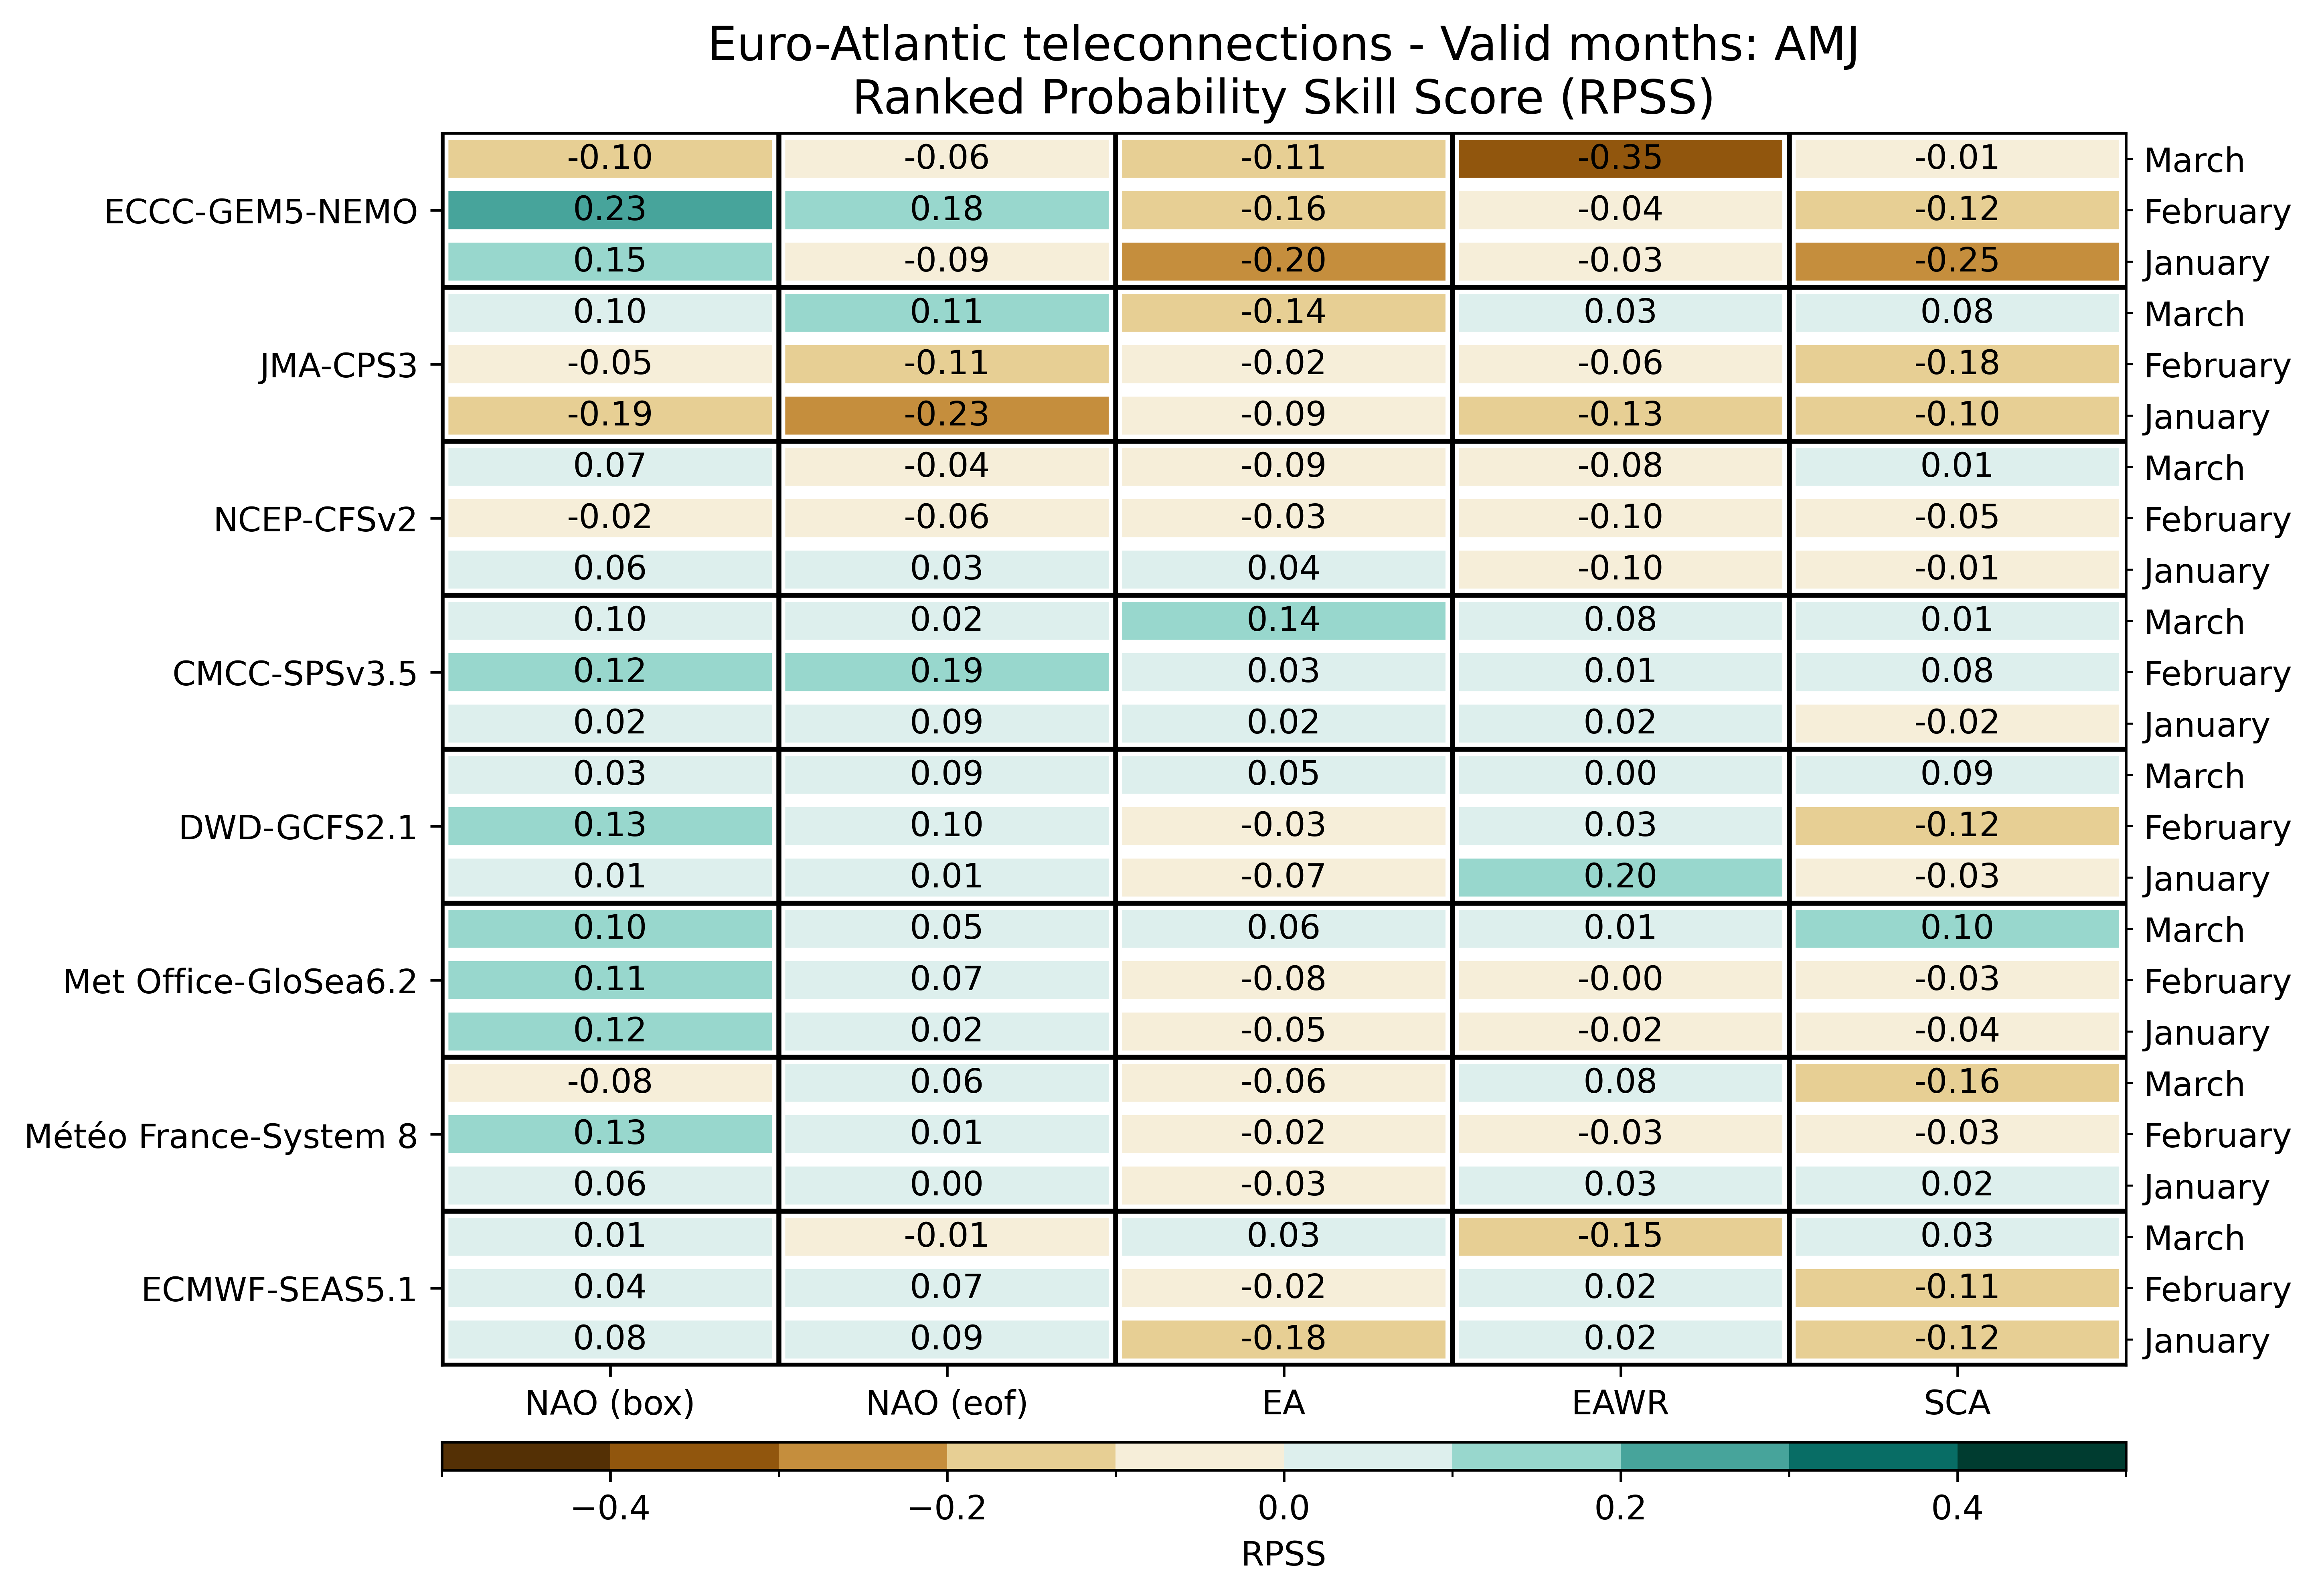 Euro-Atlantic teleconnections - Valid months: AMJ
Ranked Probability Skill Score (RPSS)
-0.10 -0.06 -0.11 -0.35 -0.01 March
ECCC-GEM5-NEMO 0.23 0.18 -0.16 -0.04 -0.12 February
0.15 -0.09 -0.20 -0.03 -0.25 January
0.10 0.11 -0.14 0.03 0.08 March
JMA-CPS3 -0.05 -0.11 -0.02 -0.06 -0.18 February
-0.19 -0.23 -0.09 -0.13 -0.10 January
0.07 -0.04 -0.09 -0.08 0.01 March
NCEP-CFSv2 -0.02 -0.06 -0.03 -0.10 -0.05 February
0.06 0.03 0.04 -0.10 -0.01 January
0.10 0.02 0.14 0.08 0.01 March
CMCC-SPSv3.5 0.12 0.19 0.03 0.01 0.08 February
0.02 0.09 0.02 0.02 -0.02 January
0.03 0.09 0.05 0.00 0.09 March
DWD-GCFS2.1 0.13 0.10 -0.03 0.03 -0.12 February
0.01 0.01 -0.07 0.20 -0.03 January
0.10 0.05 0.06 0.01 0.10 March
Met Office-GloSea6.2 0.11 0.07 -0.08 -0.00 -0.03 February
0.12 0.02 -0.05 -0.02 -0.04 January
-0.08 0.06 -0.06 0.08 -0.16 March
Météo France-System 8 0.13 0.01 -0.02 -0.03 -0.03 February
0.06 0.00 -0.03 0.03 0.02 January
0.01 -0.01 0.03 -0.15 0.03 March
ECMWF-SEAS5.1 0.04 0.07 -0.02 0.02 -0.11 February
0.08 0.09 -0.18 0.02 -0.12 January
NAO (box) NAO (eof) EA EAWR SCA
−0.4 −0.2 0.0 0.2 0.4
RPSS